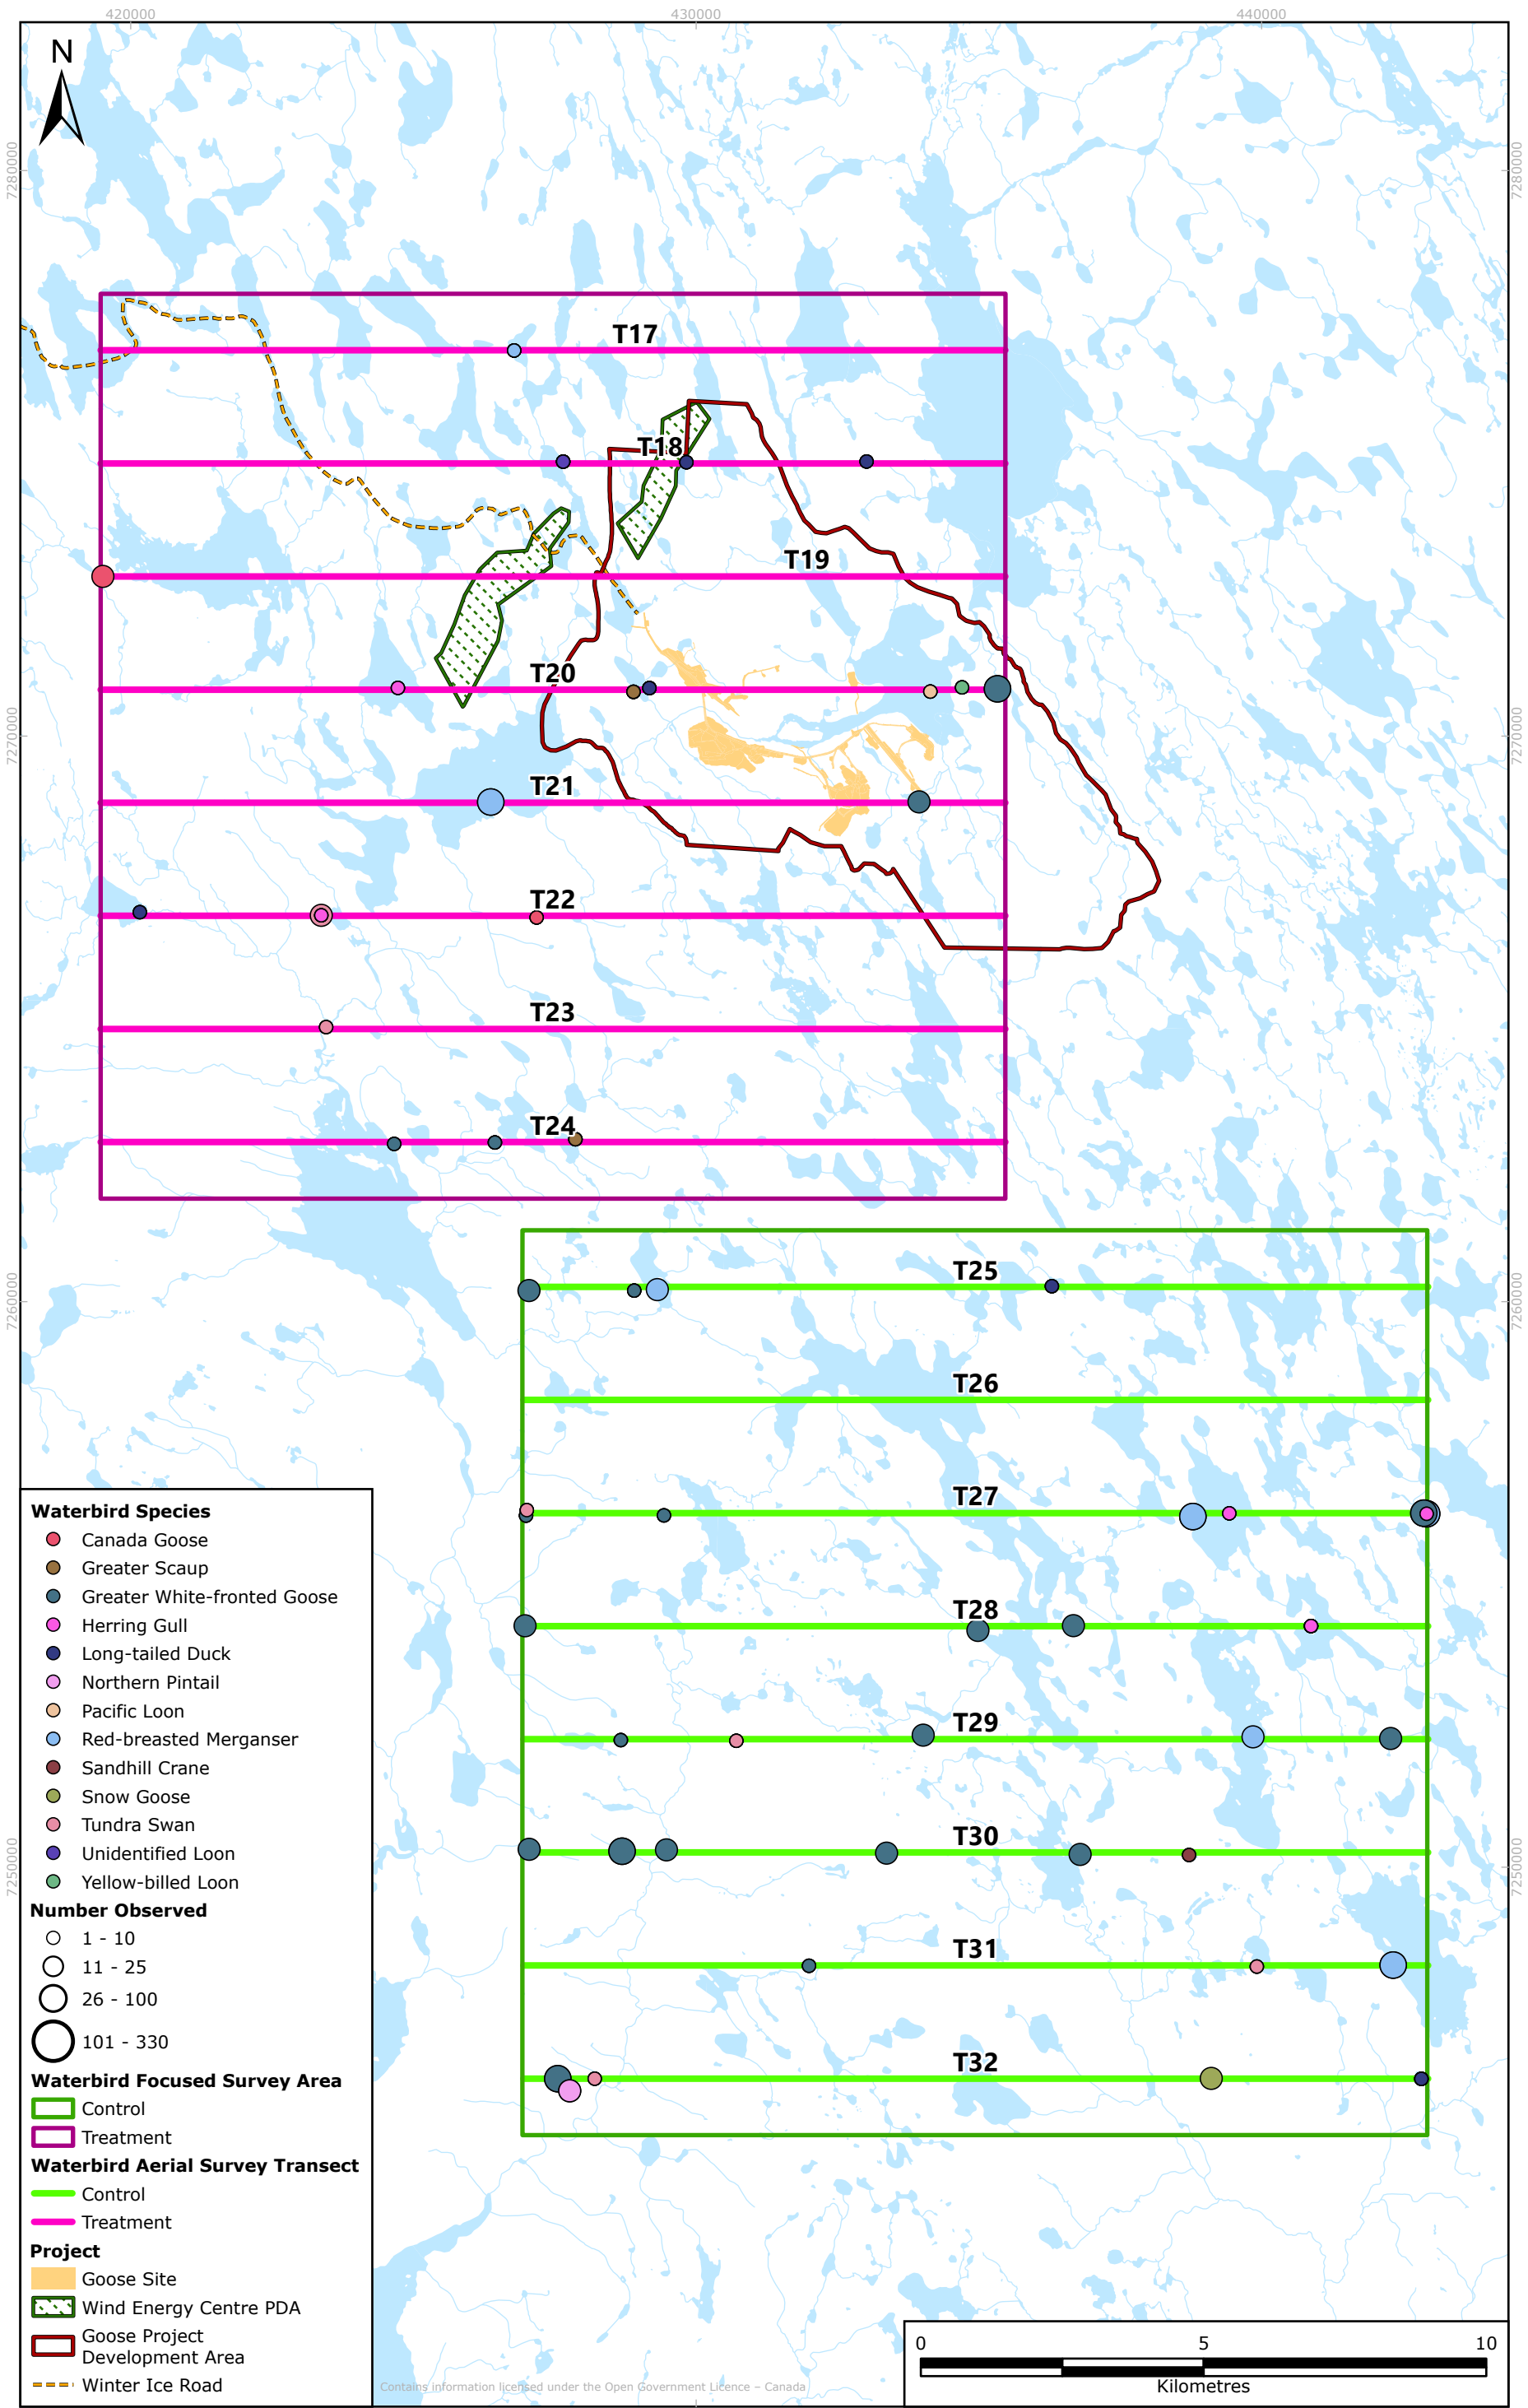 420000 430000 440000
N
7280000 7280000
T17
T18
T19
T20
7270000 7270000
T21
T22
T23
T24
T25
7260000 7260000
T26
T27
T28
T29
T30
7250000 7250000
T31
T32
Waterbird Species
Canada Goose
Greater Scaup
Greater White-fronted Goose
Herring Gull
Long-tailed Duck
Northern Pintail
Pacific Loon
Red-breasted Merganser
Sandhill Crane
Snow Goose
Tundra Swan
Unidentified Loon
Yellow-billed Loon
Number Observed
1 - 10
11 - 25
26 - 100
101 - 330
Waterbird Focused Survey Area
Control
Treatment
Waterbird Aerial Survey Transect
Control
Treatment
Project
Goose Site
Wind Energy Centre PDA
Goose Project
Development Area
Winter Ice Road
Contains information licensed under the Open Government Licence – Canada
0 5 10
Kilometres